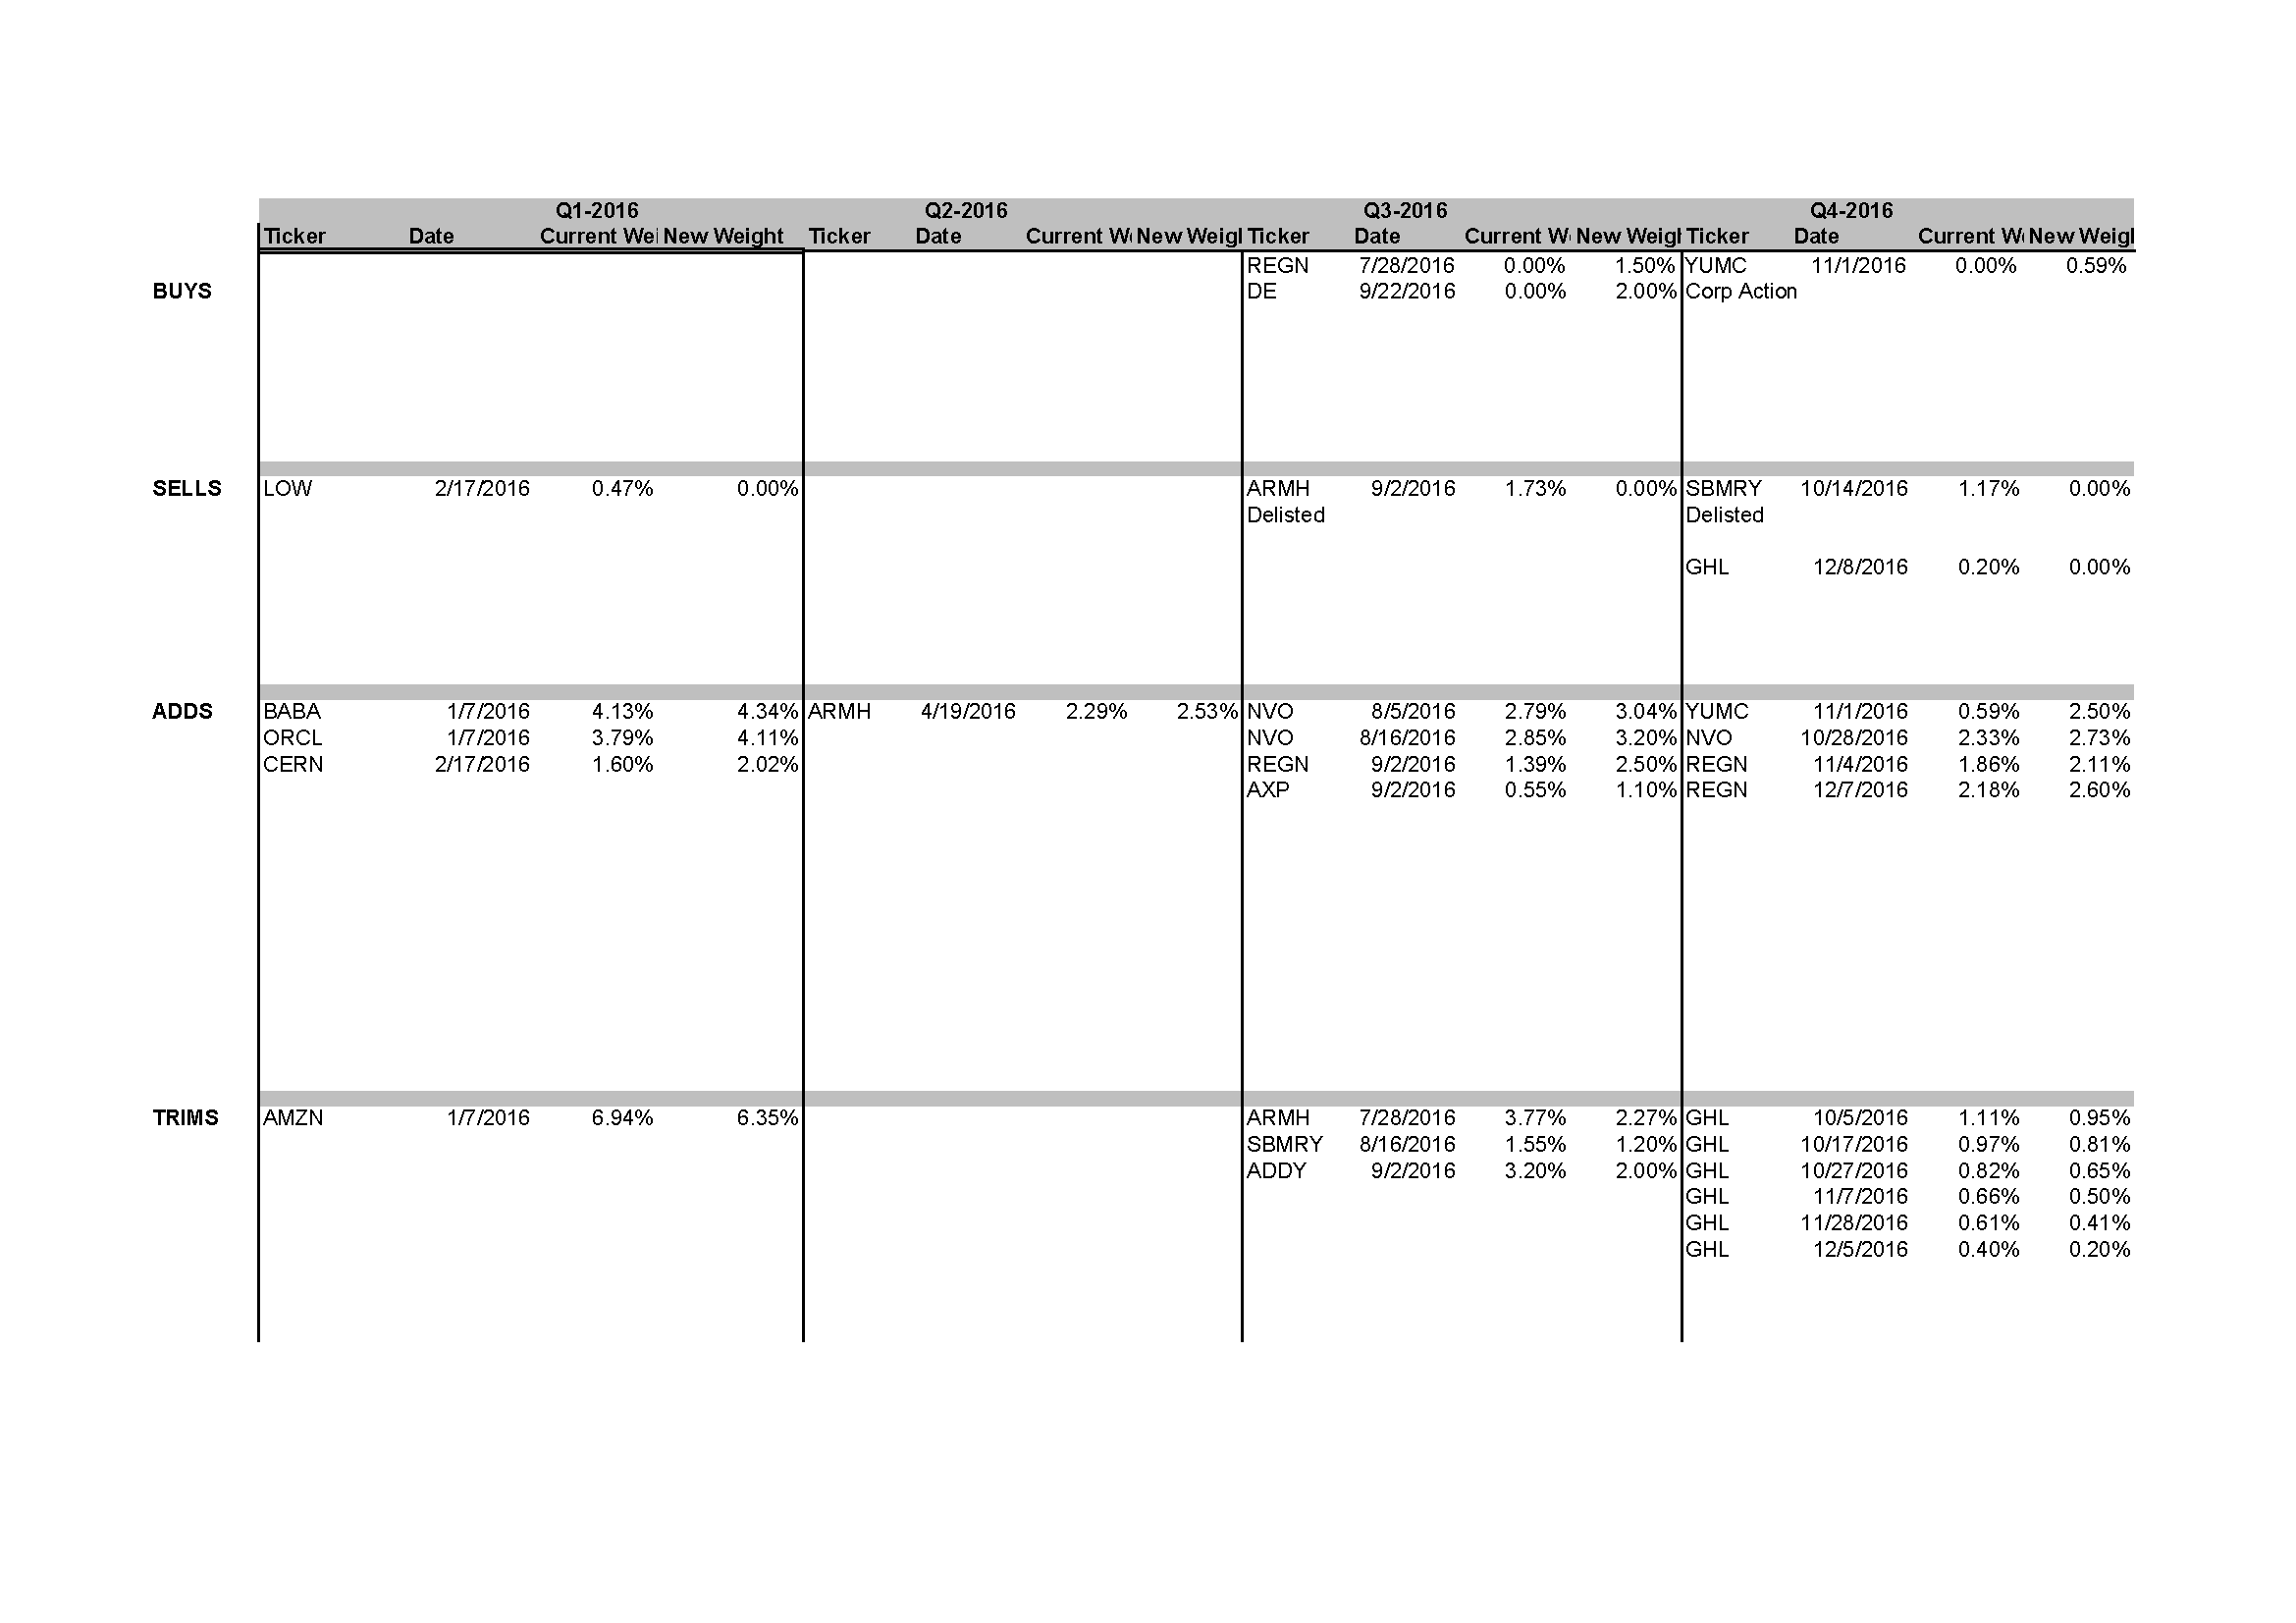 Q1-2016 Q2-2016 Q3-2016 Q4-2016
Ticker Date Current Wei New Weight Ticker Date Current W New Weigl Ticker Date Current W New Weigl Ticker Date Current W New Weigl
REGN 7/28/2016 0.00% 1.50% YUMC 11/1/2016 0.00% 0.59%
BUYS DE 9/22/2016 0.00% 2.00% Corp Action
SELLS LOW 2/17/2016 0.47% 0.00% ARMH 9/2/2016 1.73% 0.00% SBMRY 10/14/2016 1.17% 0.00%
Delisted Delisted
GHL 12/8/2016 0.20% 0.00%
ADDS BABA 1/7/2016 4.13% 4.34% ARMH 4/19/2016 2.29% 2.53% NVO 8/5/2016 2.79% 3.04% YUMC 11/1/2016 0.59% 2.50%
ORCL 1/7/2016 3.79% 4.11% NVO 8/16/2016 2.85% 3.20% NVO 10/28/2016 2.33% 2.73%
CERN 2/17/2016 1.60% 2.02% REGN 9/2/2016 1.39% 2.50% REGN 11/4/2016 1.86% 2.11%
AXP 9/2/2016 0.55% 1.10% REGN 12/7/2016 2.18% 2.60%
TRIMS AMZN 1/7/2016 6.94% 6.35% ARMH 7/28/2016 3.77% 2.27% GHL 10/5/2016 1.11% 0.95%
SBMRY 8/16/2016 1.55% 1.20% GHL 10/17/2016 0.97% 0.81%
ADDY 9/2/2016 3.20% 2.00% GHL 10/27/2016 0.82% 0.65%
GHL 11/7/2016 0.66% 0.50%
GHL 11/28/2016 0.61% 0.41%
GHL 12/5/2016 0.40% 0.20%